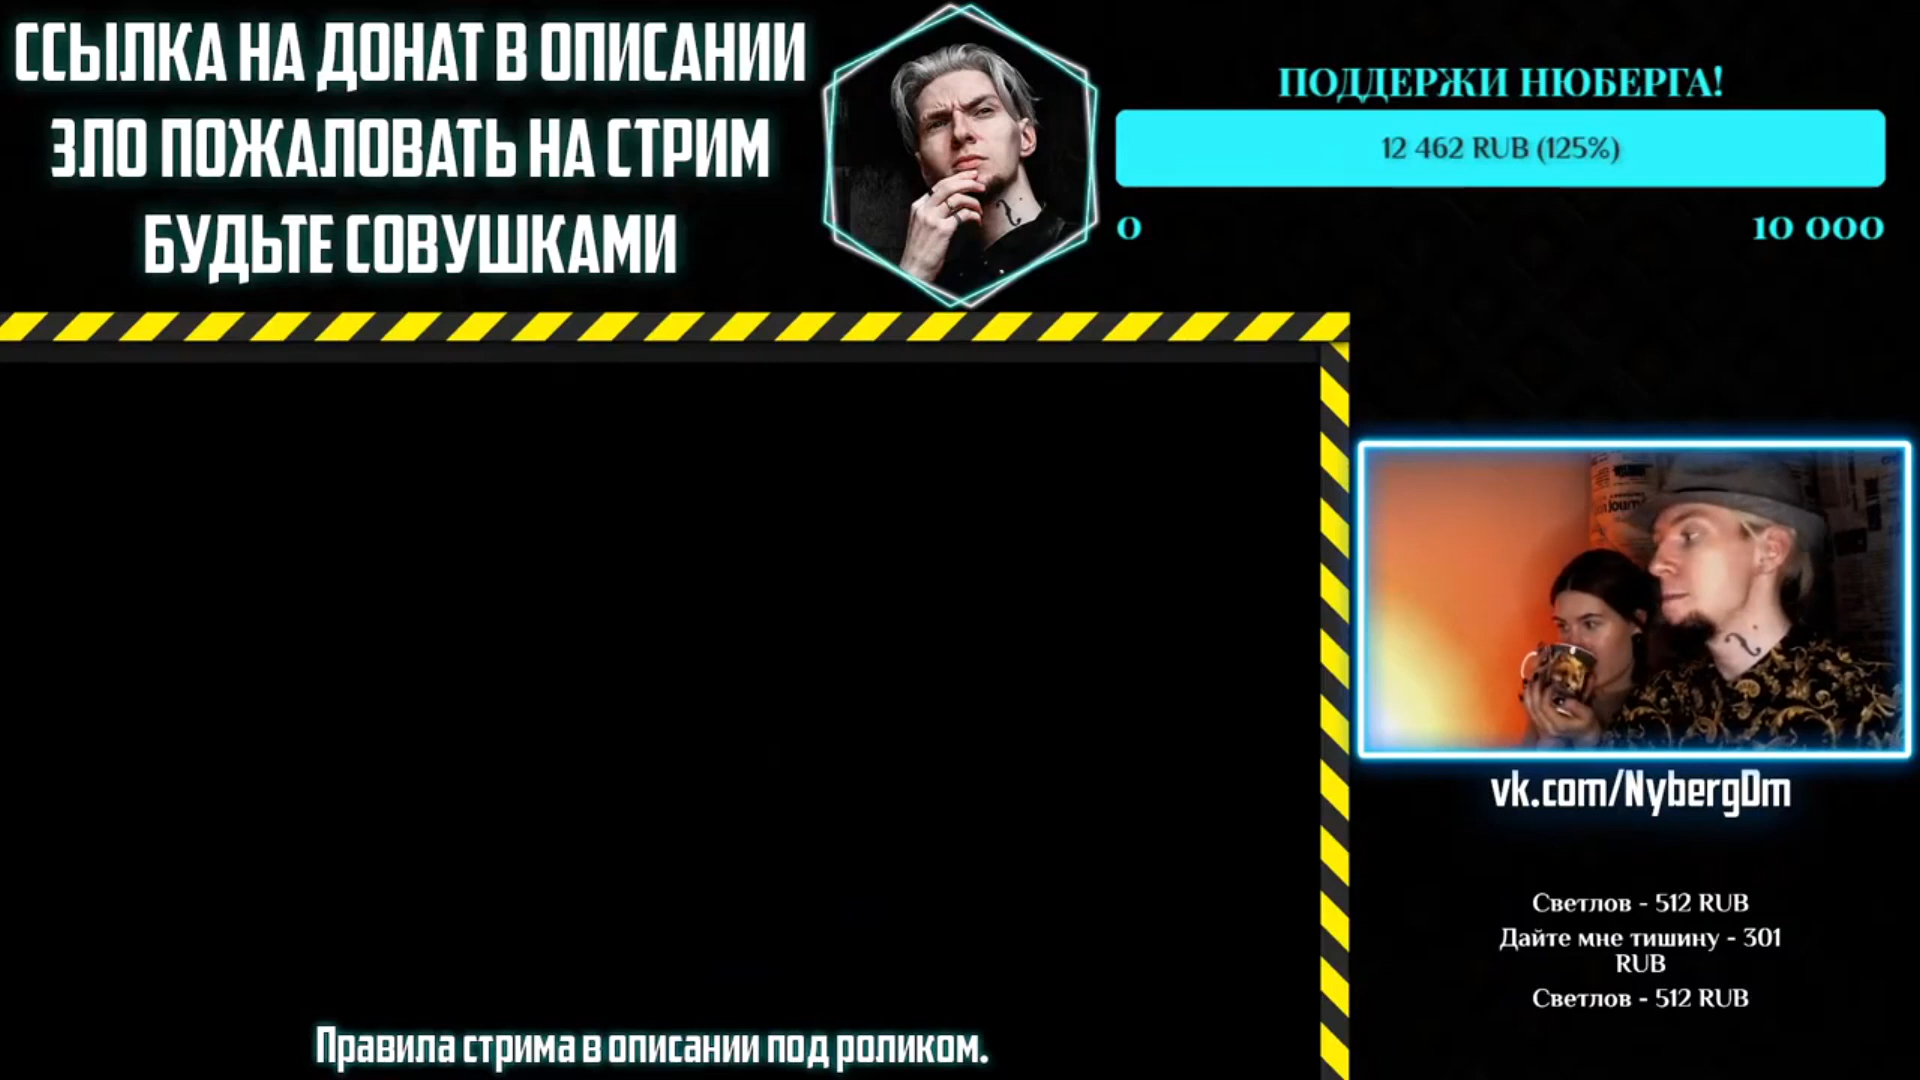 ССЫЛКА НА ДОНАТ В ОПИСАНИИ
ЗЛО ПОЖАЛОВАТЬ НА СТРИМ
БУДЬТЕ СОВУШКАМИ
ПОДДЕРЖИ НЮБЕРГА!
12 462 RUB (125%)
0
10 000
vk.com/NybergDm
Светлов - 512 RUB
Дайте мне тишину - 301
RUB
Светлов - 512 RUB
Правила стрима в описании под роликом.